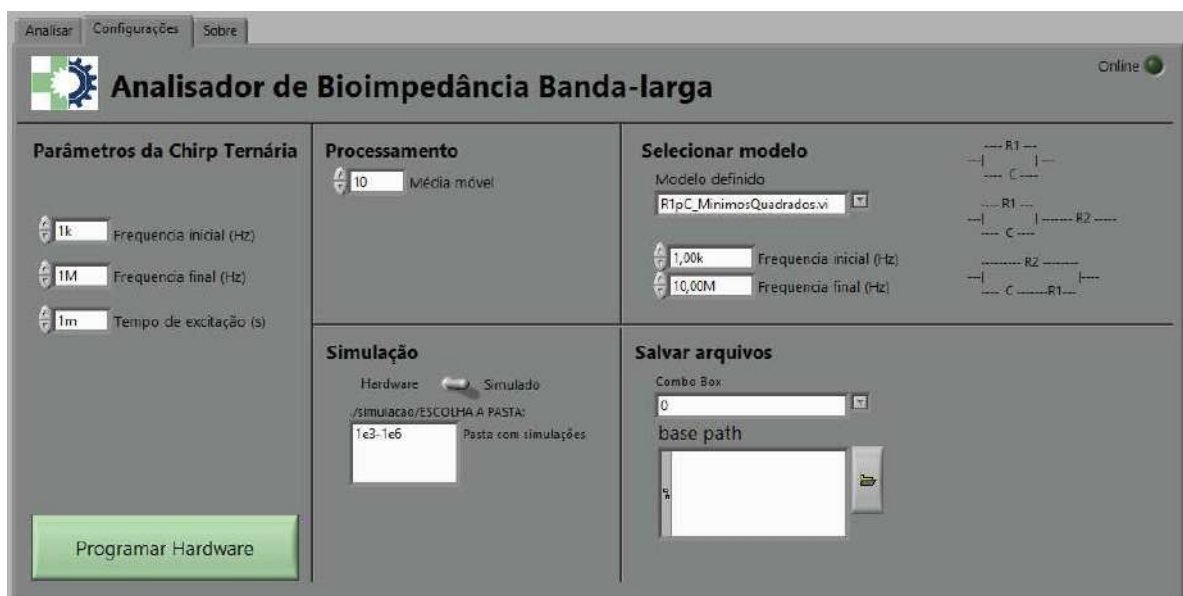 Analisar Configurações Sobre
Analisador de Bioimpedância Banda-larga
Online
Parâmetros da Chirp Ternária
1k Frequencia inicial (Hz)
1M Frequencia final (Hz)
1m Tempo de excitação (s)
Programar Hardware
Processamento
10 Média móvel
Selecionar modelo
Modelo definido
R1pC_MinimosQuadrados.vi
1,00k Frequencia inicial (Hz)
10,00M Frequencia final (Hz)
---- R1 ---
---| |---
---- C ----
---- R1 ----
---| |------- R2 -----
---- C ----
--------- R2 --------
---| |----
---- C -------R1----
Simulação
Hardware Simulado
./simulacao/ESCOLHA A PASTA:
1e3-1e6 Pasta com simulações
Salvar arquivos
Combo Box
0
base path